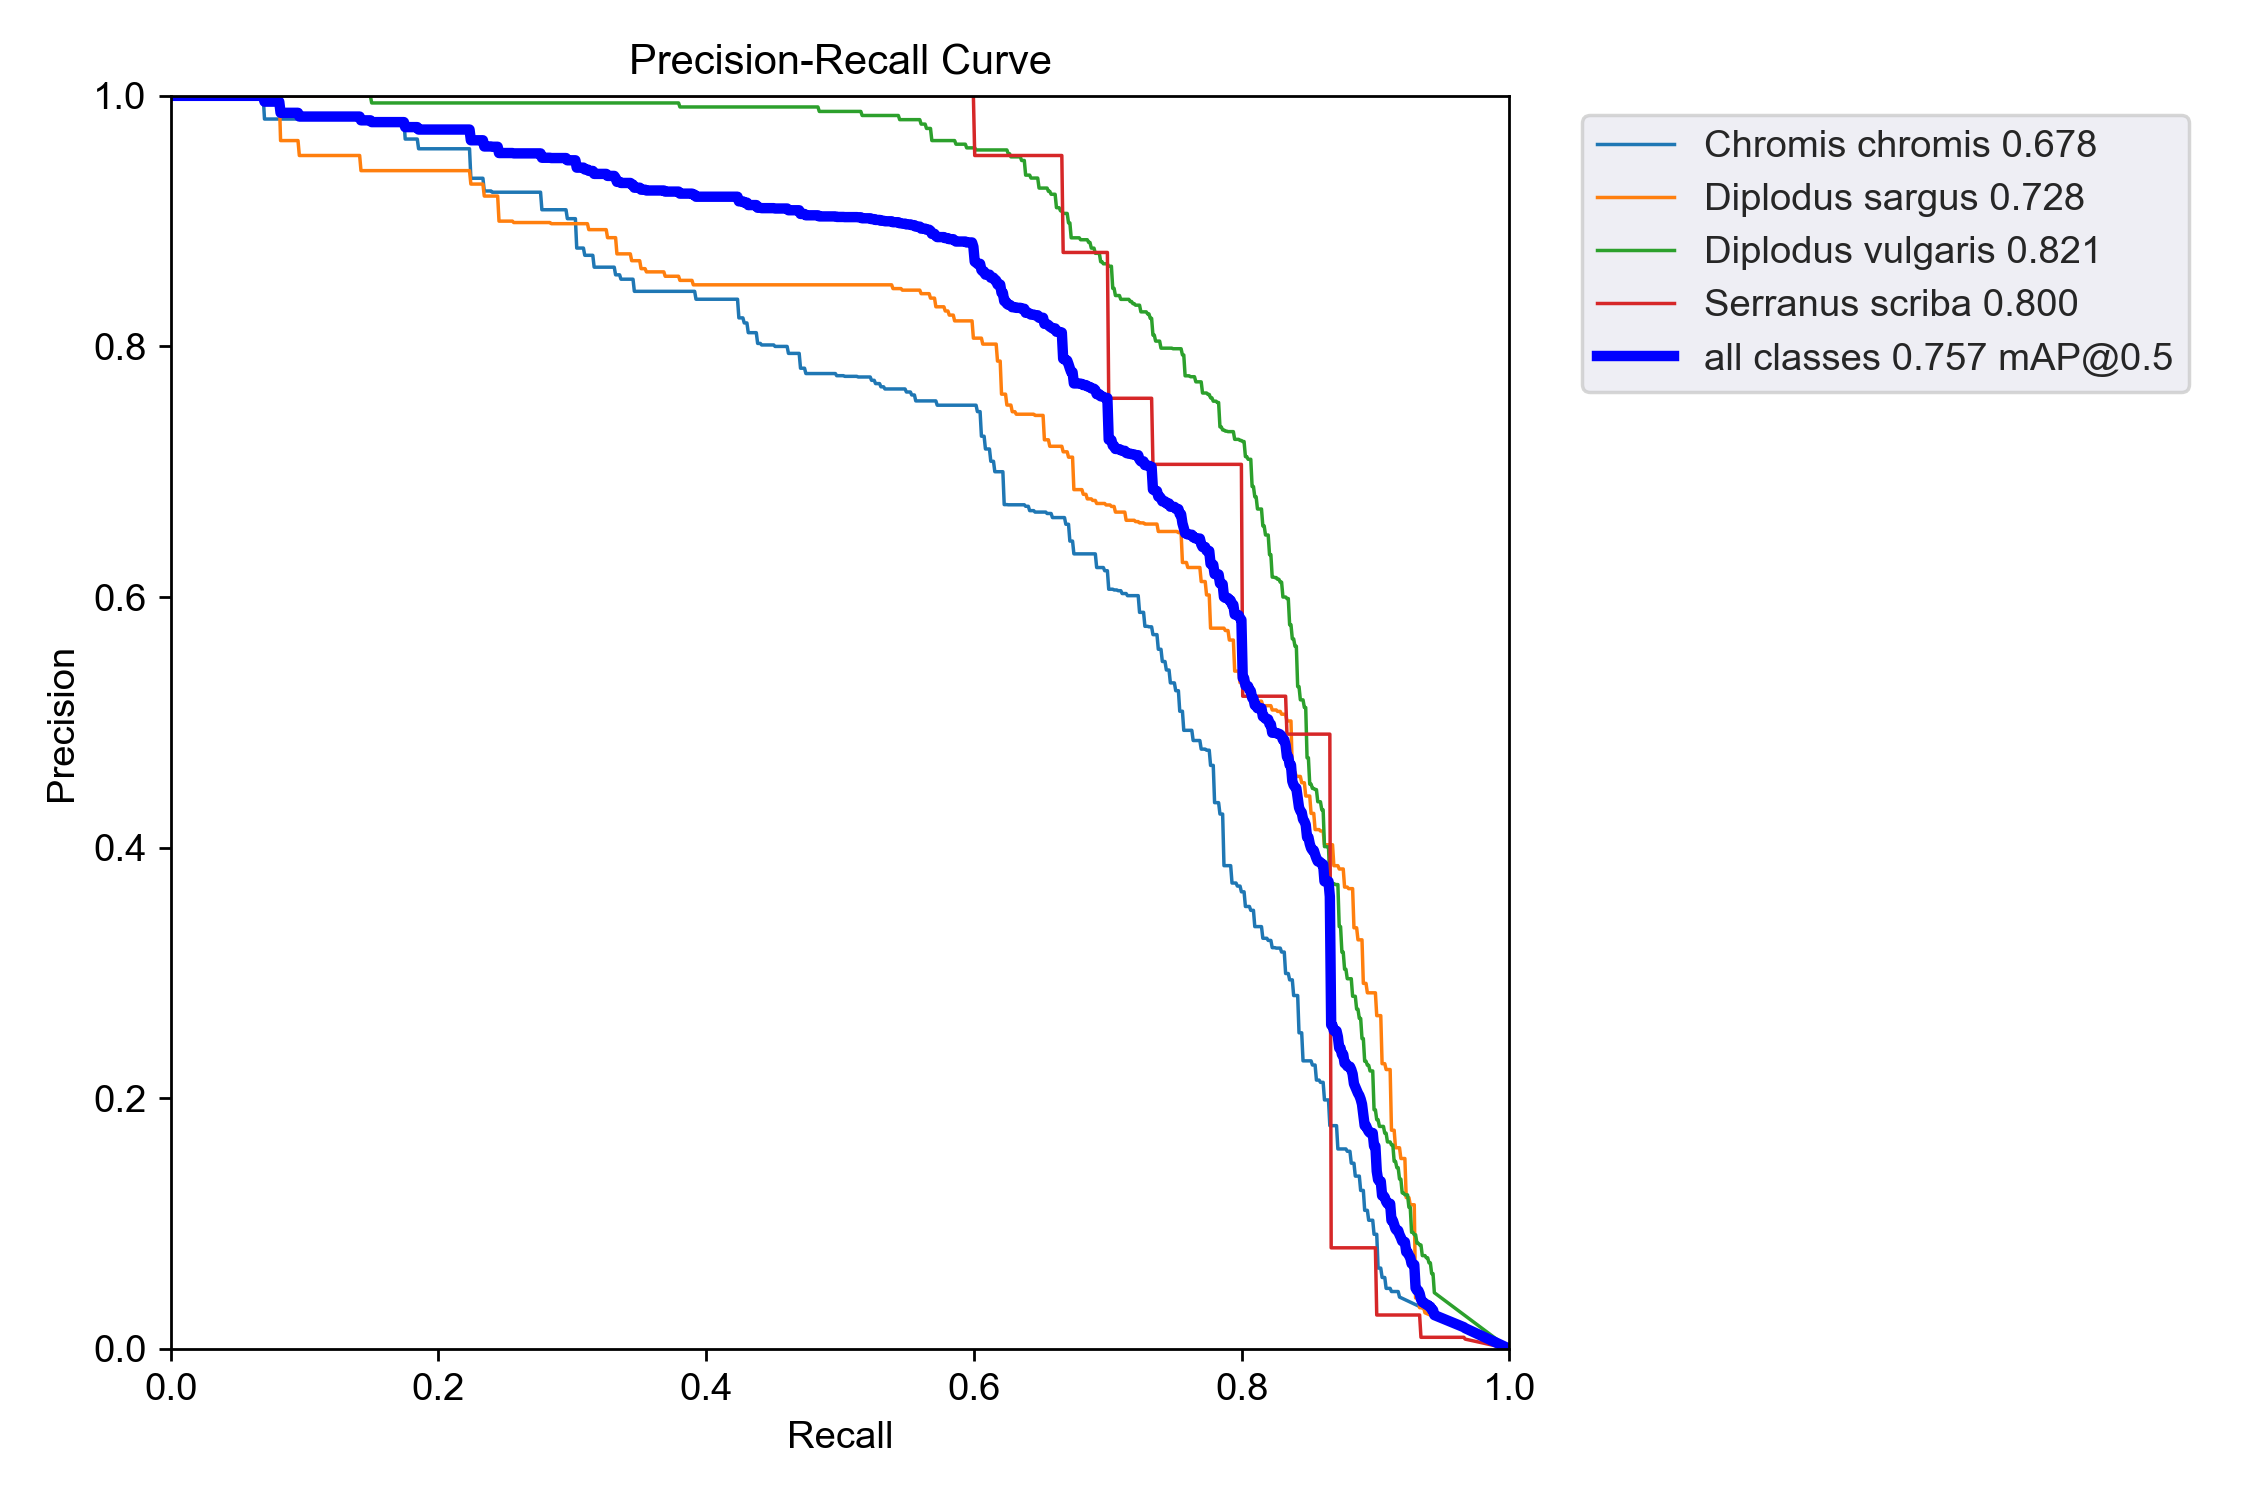 Precision-Recall Curve
1.0
0.8
0.6
0.4
0.2
0.0
Precision
0.0 0.2 0.4 0.6 0.8 1.0
Recall
Chromis chromis 0.678
Diplodus sargus 0.728
Diplodus vulgaris 0.821
Serranus scriba 0.800
all classes 0.757 mAP@0.5